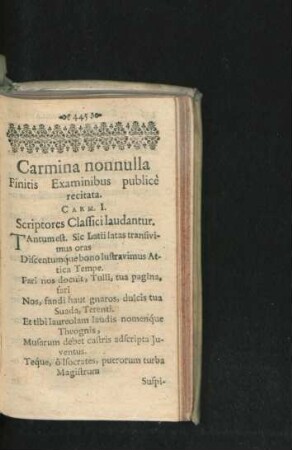 445
Carmina nonnulla
Finitis Examinibus publicè
recitata.
CARM. I.
Scriptores Classici laudantur.
TAntum est. Sic Latii latas transivi-
mus oras
Discentumque bono lustravimus At-
tica Tempe.
Fari nos docuit, Tulli, tua pagina,
fari
Nos, fandi haut gnaros, dulcis tua
Suada, Terenti.
Et tibi laureolam laudis nomenque
Theognis,
Musarum debet castris adscripta Ju-
ventus.
Teque, ô Isocrates, puerorum turba
Magistrum
Suspi-